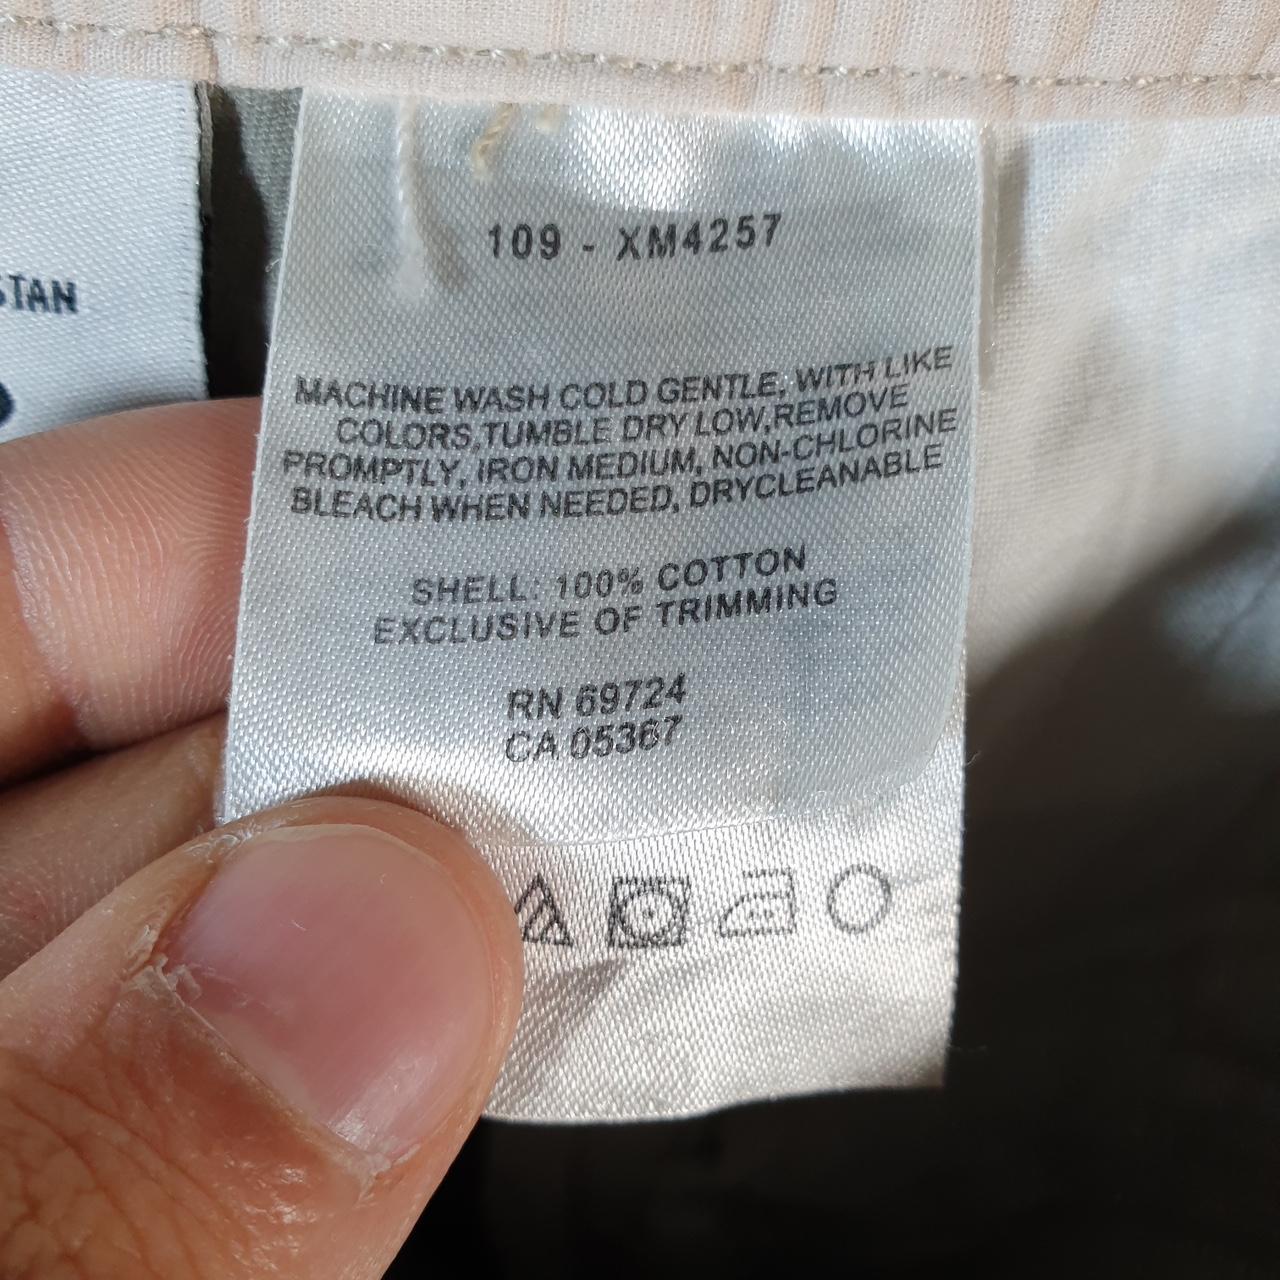 STAN
109 - XM4257
MACHINE WASH COLD GENTLE, WITH LIKE
COLORS,TUMBLE DRY LOW,REMOVE
PROMPTLY, IRON MEDIUM, NON-CHLORINE
BLEACH WHEN NEEDED, DRYCLEANABLE
SHELL: 100% COTTON
EXCLUSIVE OF TRIMMING
RN 69724
CA 05367